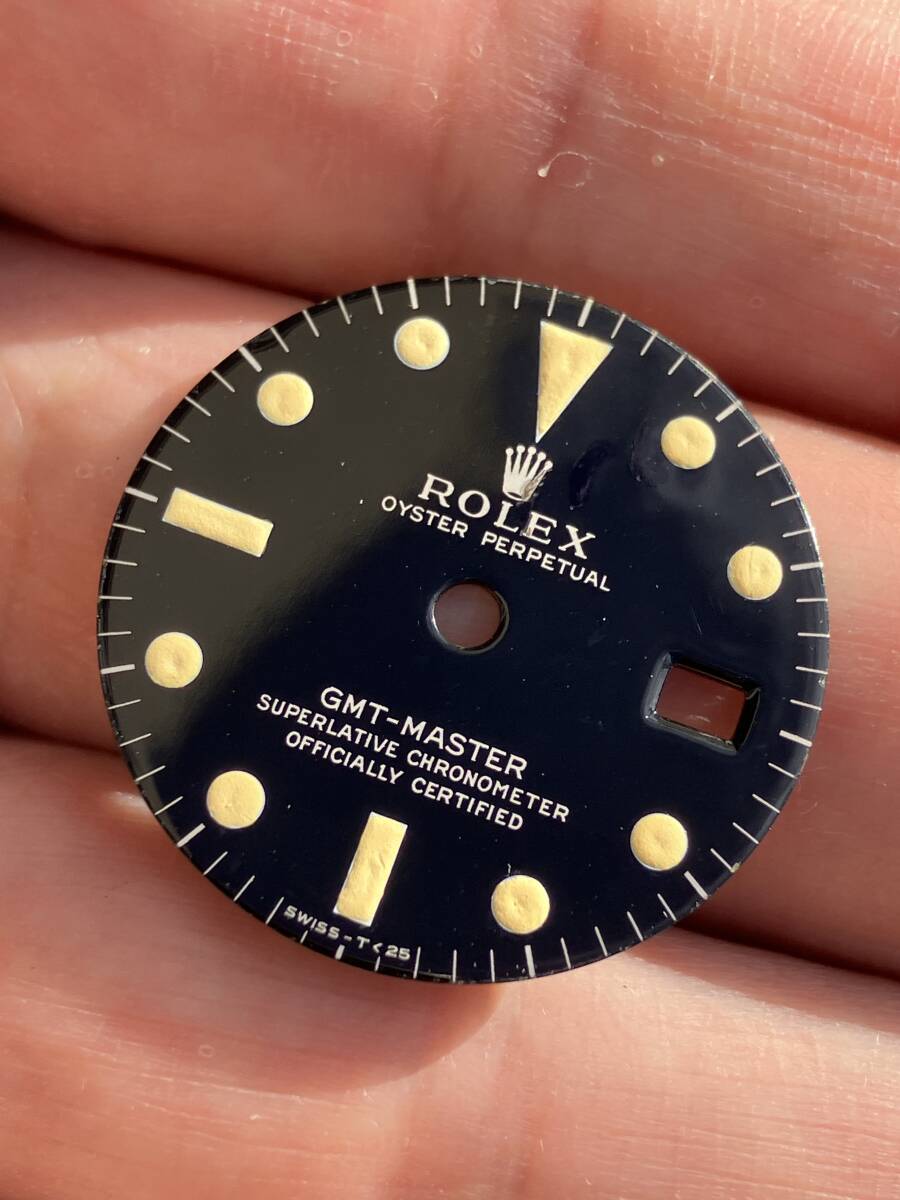 ROLEX
OYSTER PERPETUAL
GMT-MASTER
SUPERLATIVE CHRONOMETER
OFFICIALLY CERTIFIED
SWISS-T<25